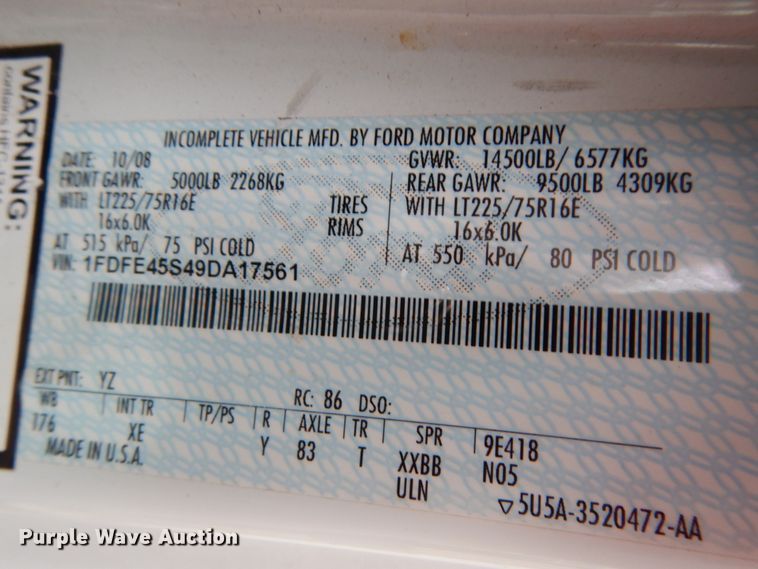 WARNING:
INCOMPLETE VEHICLE MFD. BY FORD MOTOR COMPANY
DATE: 10/08 GVWR: 14500LB/ 6577KG
FRONT GAWR: 5000LB 2268KG REAR GAWR: 9500LB 4309KG
WITH LT225/75R16E TIRES WITH LT225/75R16E
16x6.0K RIMS 16x6.0K
AT 515 kPa/ 75 PSI COLD AT 550 kPa/ 80 PSI COLD
VIN: 1FDFE45S49DA17561
EXT PNT: YZ RC: 86 DSO:
WB INT TR TP/PS R AXLE TR SPR 9E418
176 XE Y 83 T XXBB N05
MADE IN U.S.A. ULN ▽5U5A-3520472-AA
Purple Wave Auction